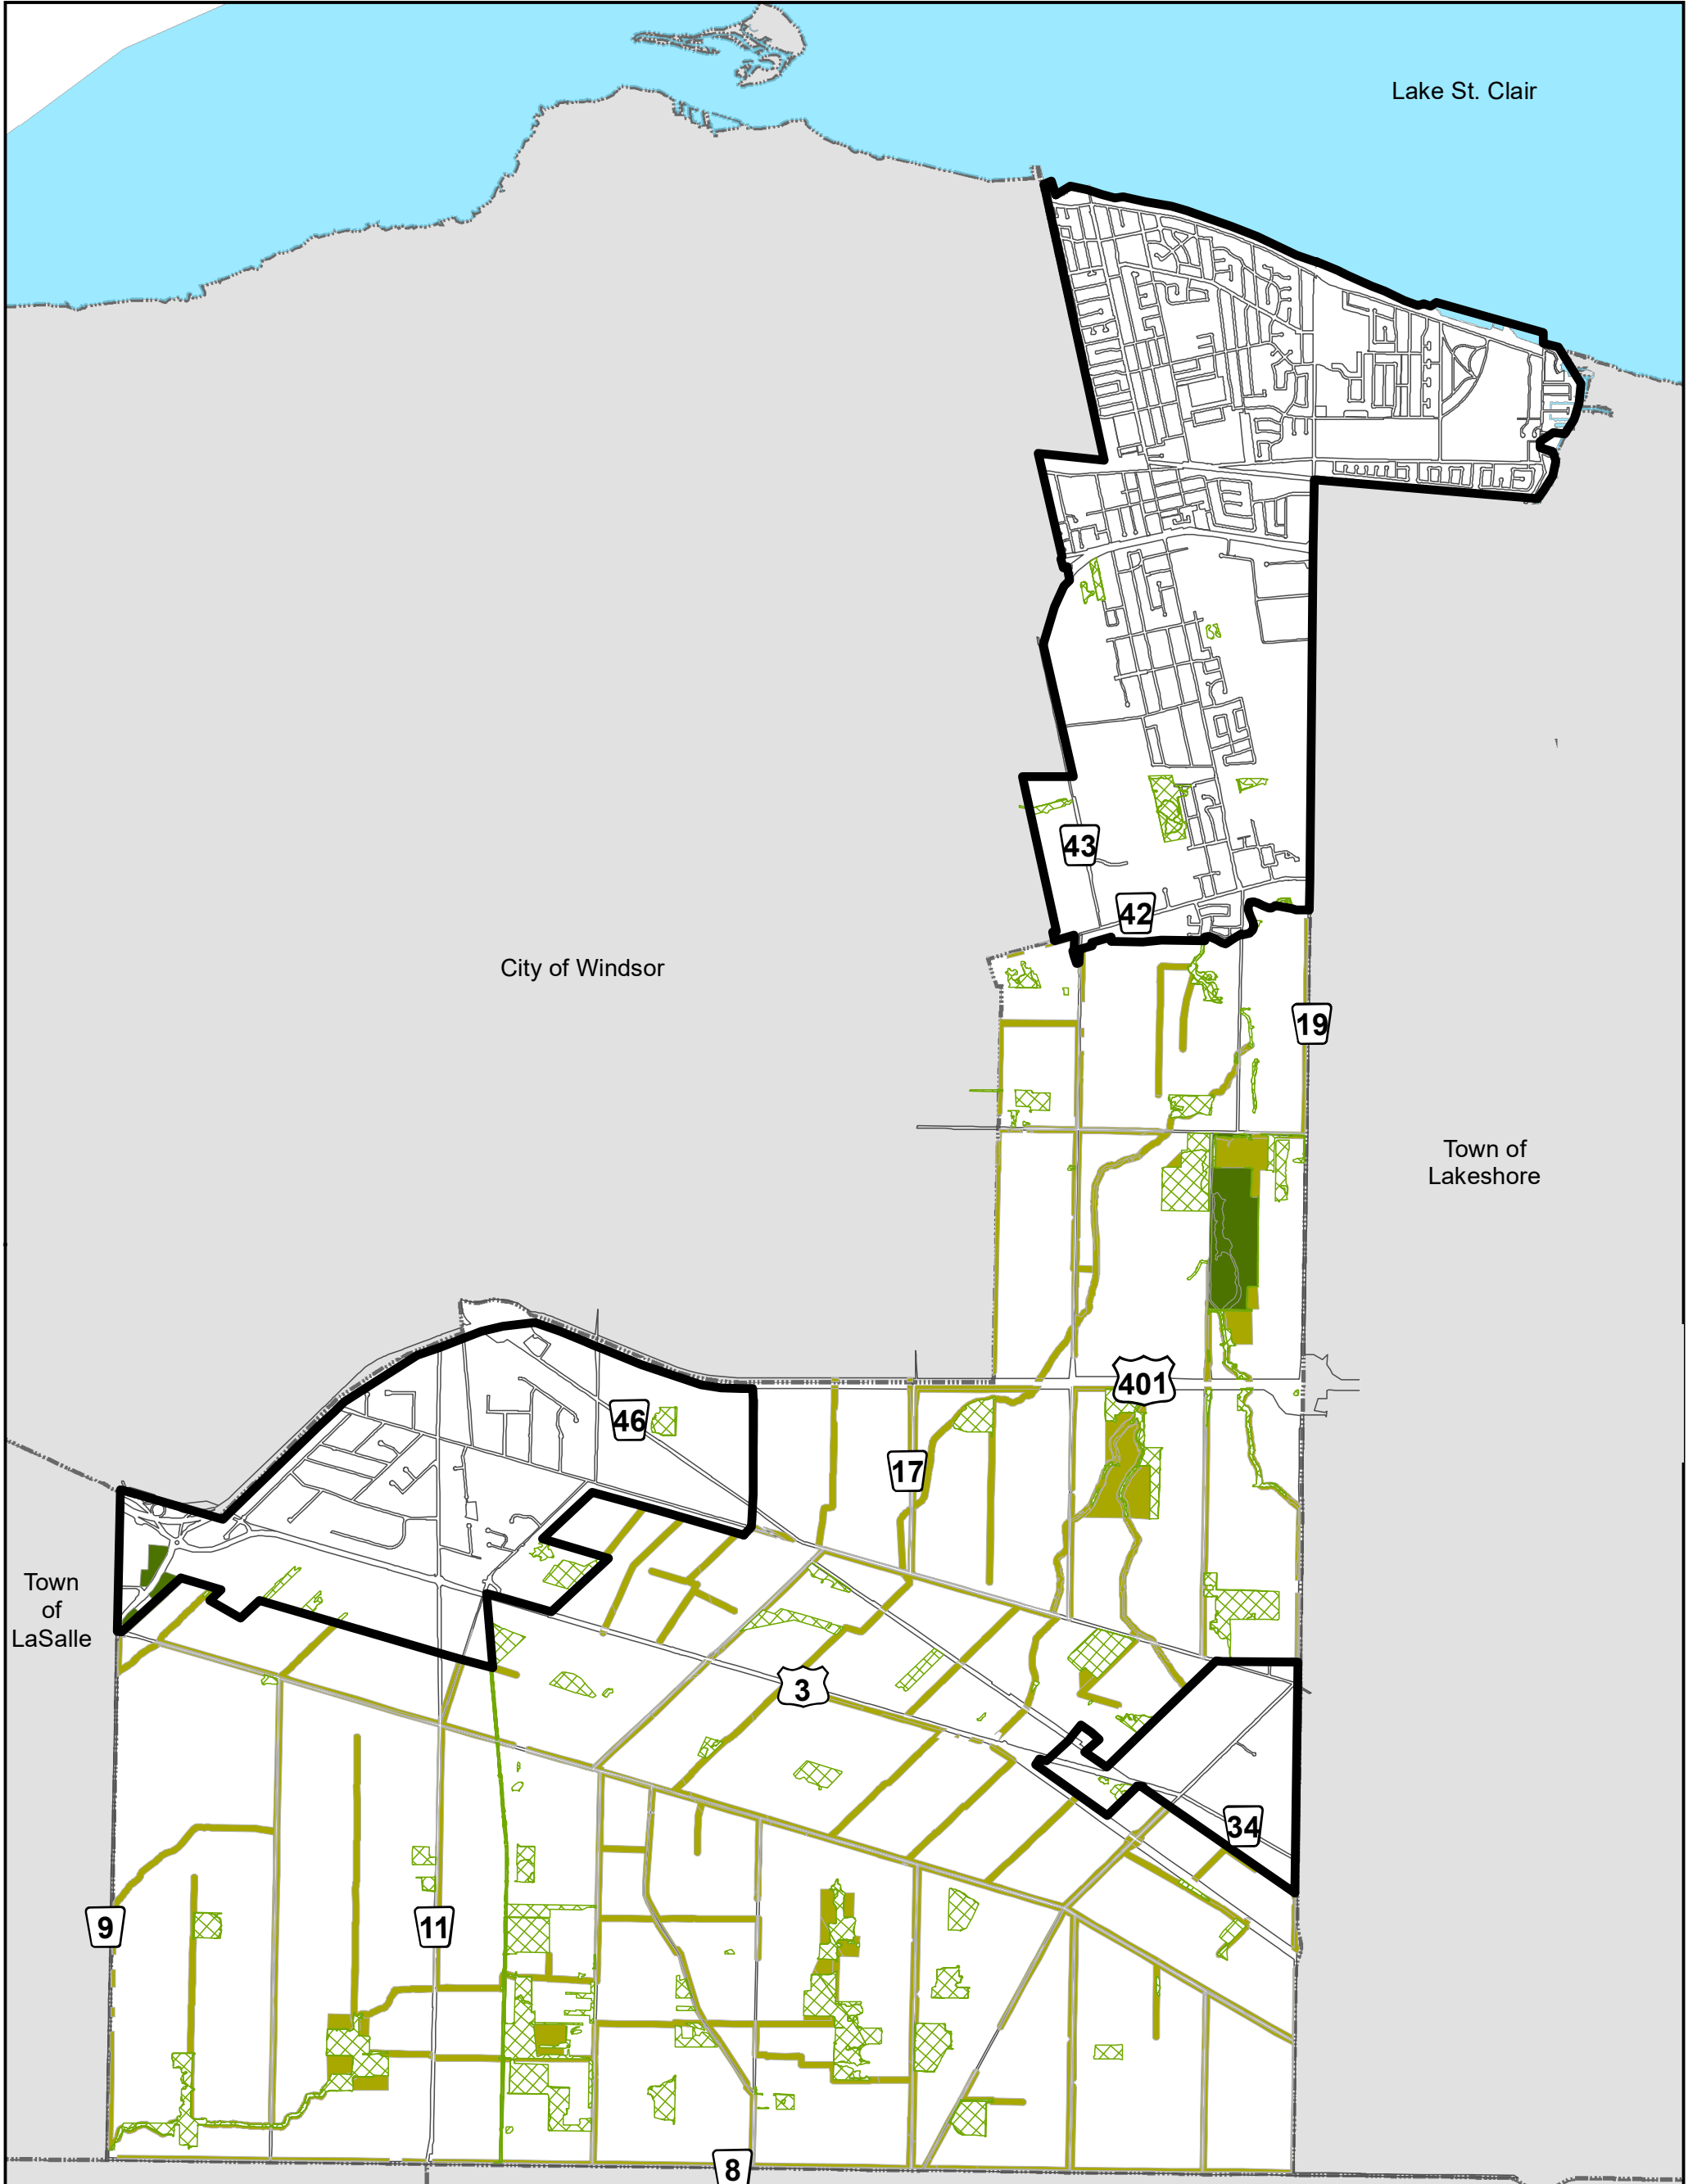 Lake St. Clair
43
42
City of Windsor
19
Town of
Lakeshore
401
46
17
Town
of
LaSalle
3
34
9
11
8